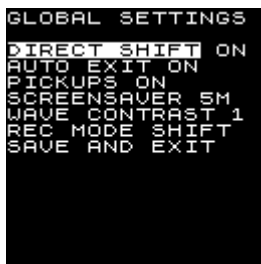 GLOBAL SETTINGS
DIRECT SHIFT ON
AUTO EXIT ON
PICKUPS ON
SCREENSAVER 5M
WAVE CONTRAST 1
REC MODE SHIFT
SAVE AND EXIT